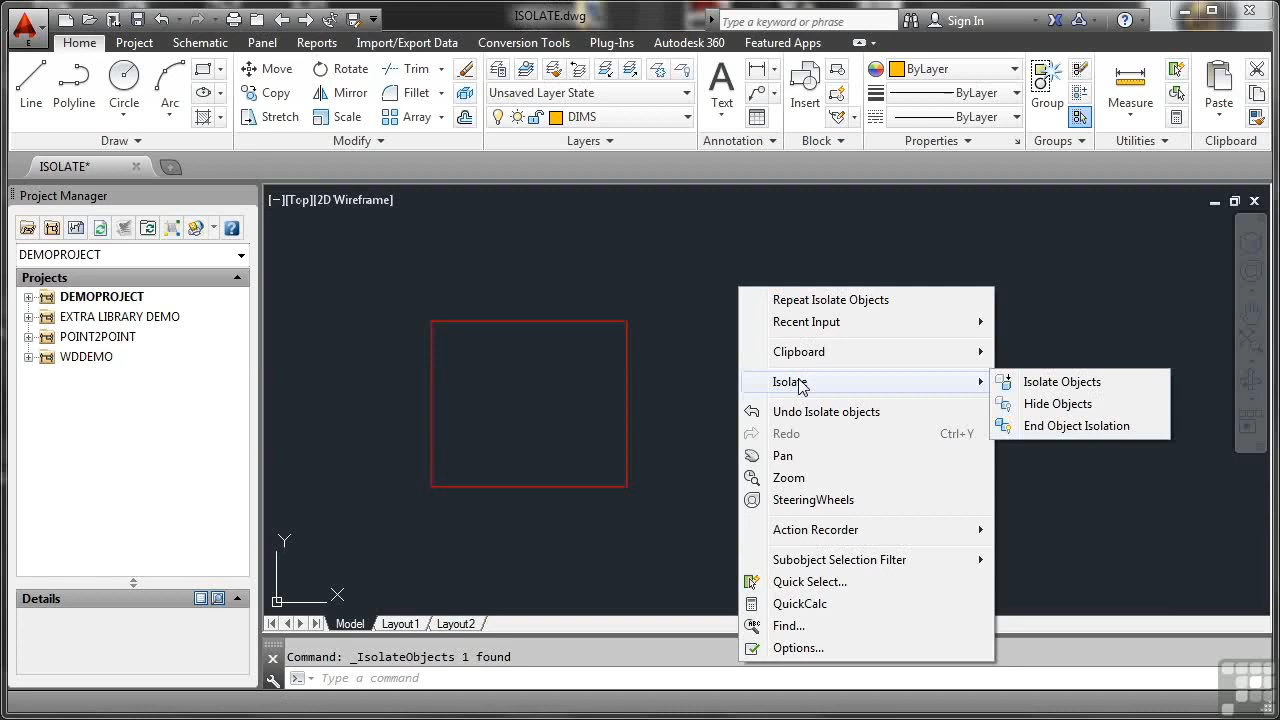 ISOLATE.dwg
Type a keyword or phrase
Sign In
E
Home Project Schematic Panel Reports Import/Export Data Conversion Tools Plug-Ins Autodesk 360 Featured Apps
Line Polyline Circle Arc
Move Rotate Trim
Copy Mirror Fillet
Stretch Scale Array
Unsaved Layer State
DIMS
Text
Insert
ByLayer
ByLayer
ByLayer
Group
Measure
Paste
Draw Modify Layers Annotation Block Properties Groups Utilities Clipboard
ISOLATE*
Project Manager
DEMOPROJECT
Projects
DEMOPROJECT
EXTRA LIBRARY DEMO
POINT2POINT
WDDEMO
Details
[−][Top][2D Wireframe]
Y
X
Repeat Isolate Objects
Recent Input
Clipboard
Isolate
Undo Isolate objects
Redo Ctrl+Y
Pan
Zoom
SteeringWheels
Action Recorder
Subobject Selection Filter
Quick Select...
QuickCalc
Find...
Options...
Isolate Objects
Hide Objects
End Object Isolation
Model Layout1 Layout2
Command: _IsolateObjects 1 found
Type a command